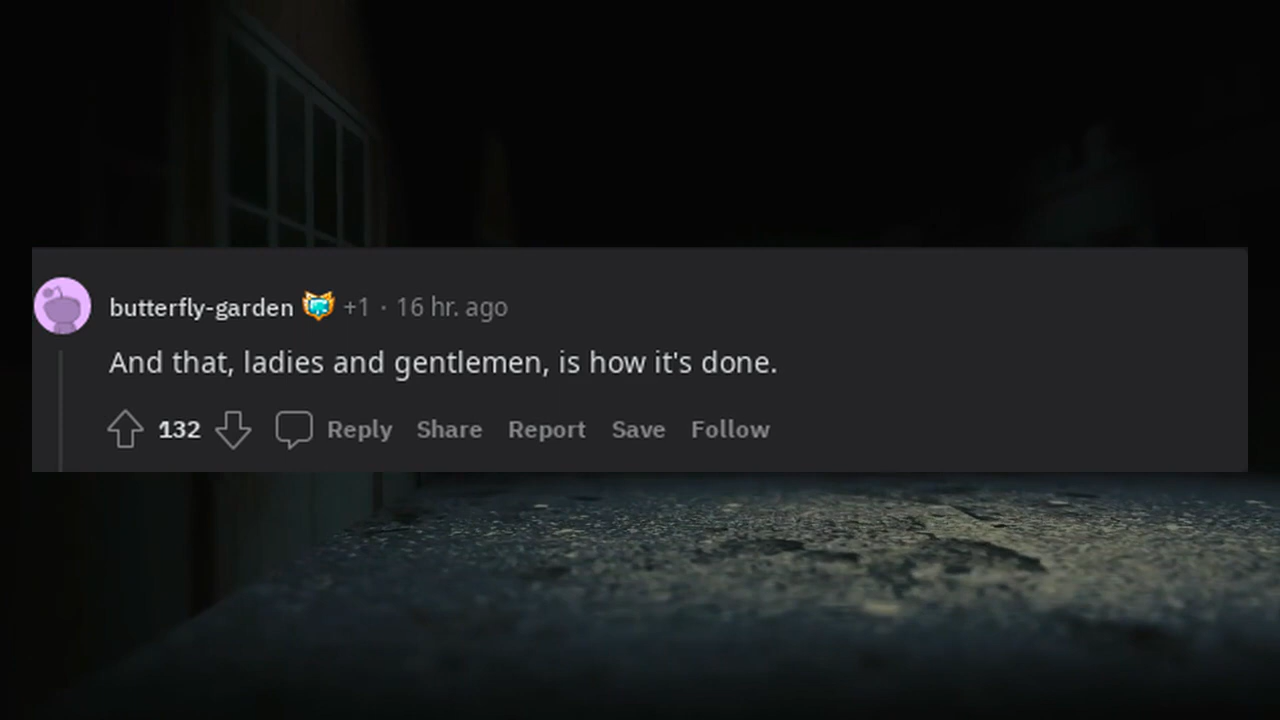 butterfly-garden +1 · 16 hr. ago
And that, ladies and gentlemen, is how it's done.
132 Reply Share Report Save Follow